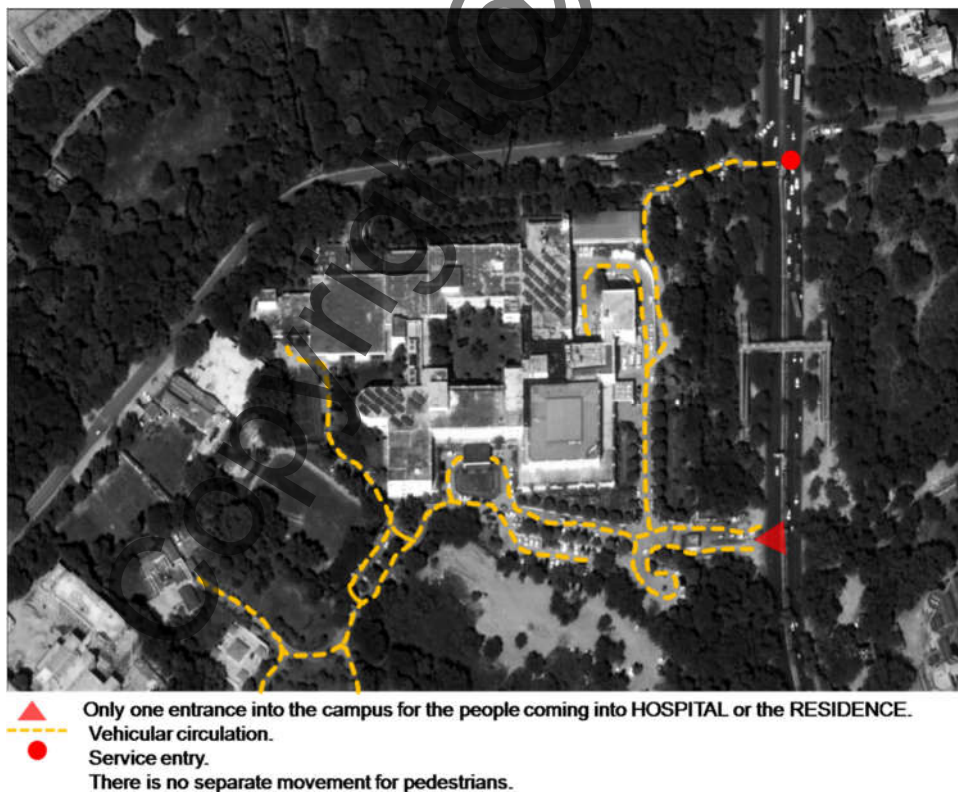 Copyright@
Only one entrance into the campus for the people coming into HOSPITAL or the RESIDENCE.
Vehicular circulation.
Service entry.
There is no separate movement for pedestrians.